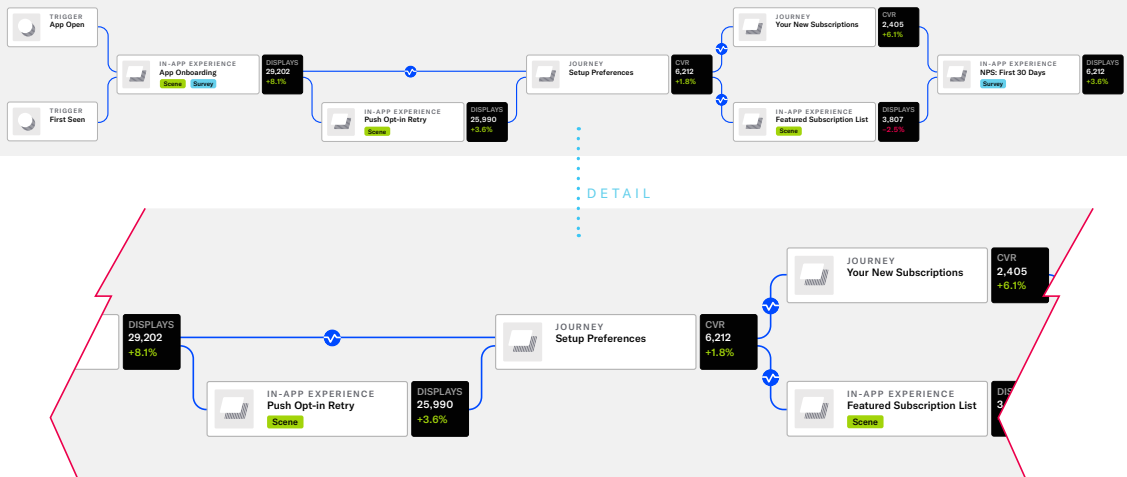 TRIGGER
App Open
IN-APP EXPERIENCE
App Onboarding
Scene Survey
DISPLAYS
29,202
+8.1%
TRIGGER
First Seen
IN-APP EXPERIENCE
Push Opt-in Retry
Scene
DISPLAYS
25,990
+3.6%
JOURNEY
Setup Preferences
CVR
6,212
+1.8%
JOURNEY
Your New Subscriptions
CVR
2,405
+6.1%
IN-APP EXPERIENCE
Featured Subscription List
Scene
DISPLAYS
3,807
-2.5%
IN-APP EXPERIENCE
NPS: First 30 Days
Survey
DISPLAYS
6,212
+3.6%
DETAIL
DISPLAYS
29,202
+8.1%
IN-APP EXPERIENCE
Push Opt-in Retry
Scene
DISPLAYS
25,990
+3.6%
JOURNEY
Setup Preferences
CVR
6,212
+1.8%
JOURNEY
Your New Subscriptions
CVR
2,405
+6.1%
IN-APP EXPERIENCE
Featured Subscription List
Scene